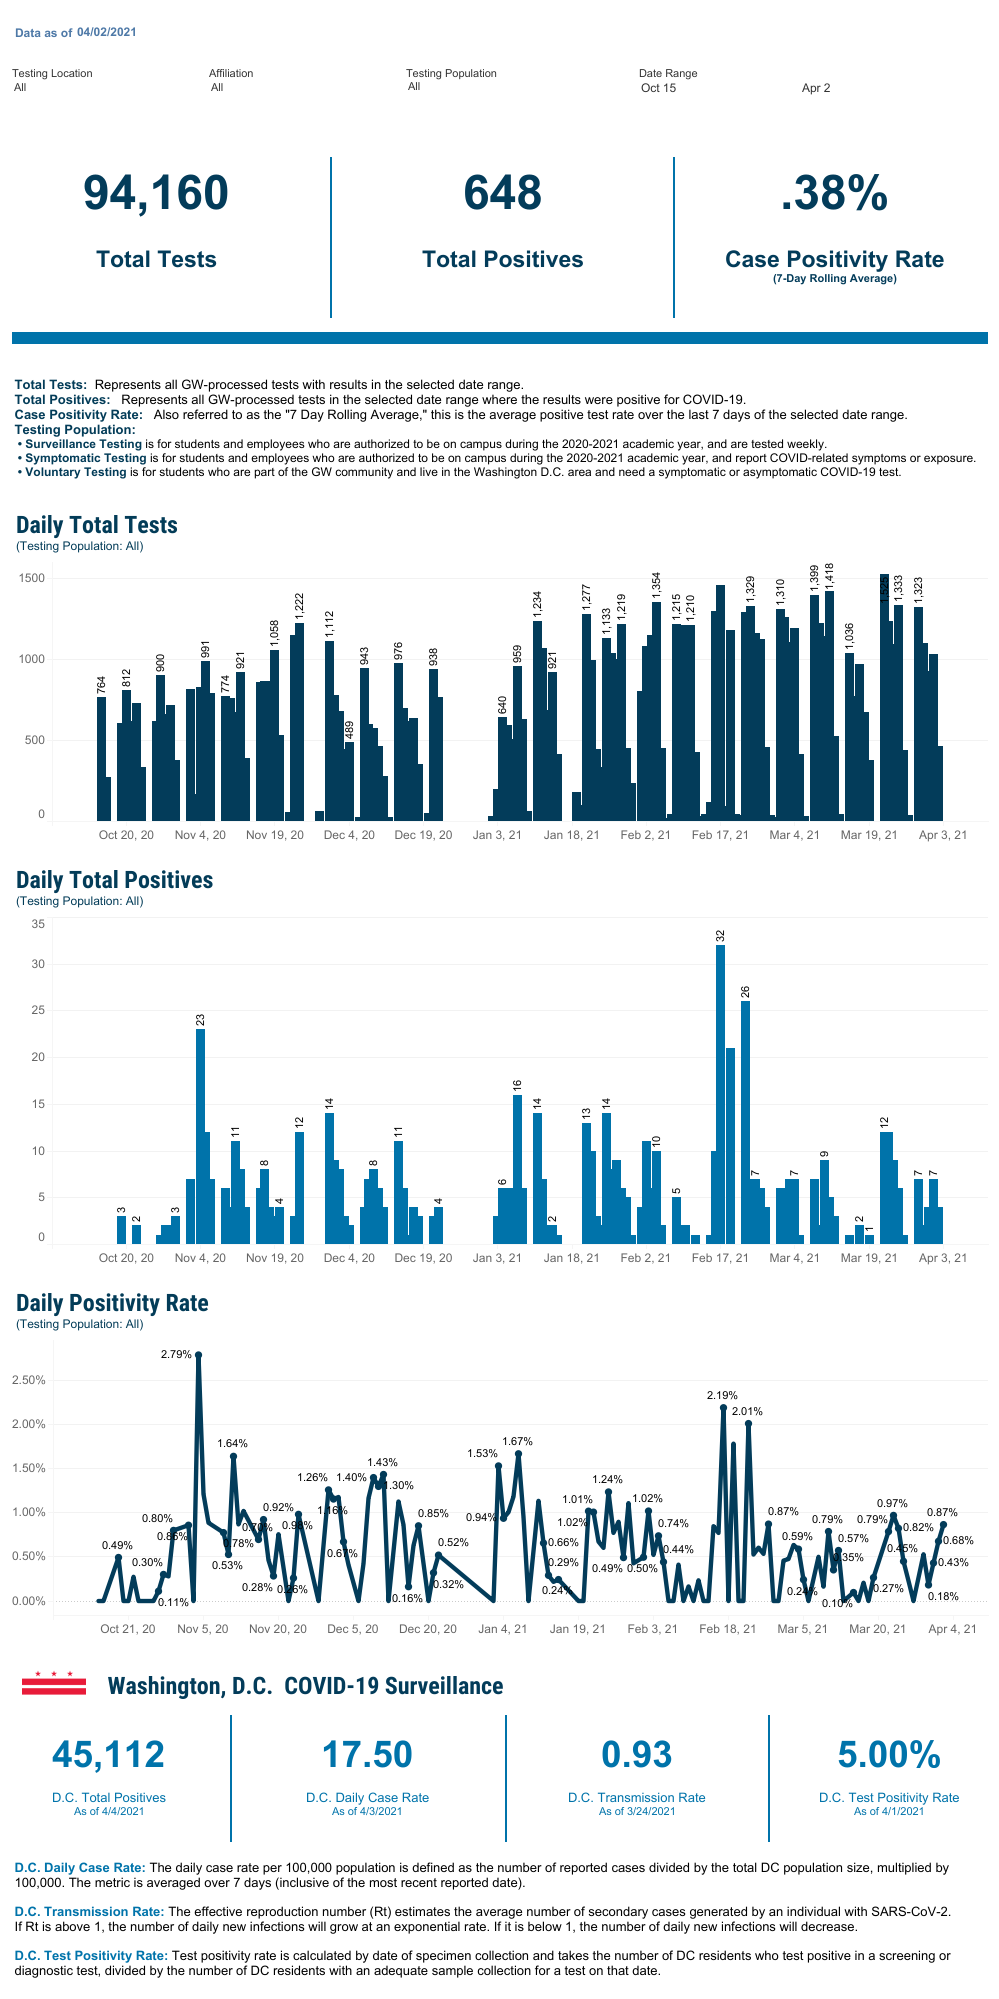 Data as of 04/02/2021
Testing Location
All
Affiliation
All
Testing Population
All
Date Range
Oct 15
Apr 2
94,160
Total Tests
648
Total Positives
.38%
Case Positivity Rate
(7-Day Rolling Average)
Total Tests: Represents all GW-processed tests with results in the selected date range.
Total Positives: Represents all GW-processed tests in the selected date range where the results were positive for COVID-19.
Case Positivity Rate: Also referred to as the "7 Day Rolling Average," this is the average positive test rate over the last 7 days of the selected date range.
Testing Population:
• Surveillance Testing is for students and employees who are authorized to be on campus during the 2020-2021 academic year, and are tested weekly.
• Symptomatic Testing is for students and employees who are authorized to be on campus during the 2020-2021 academic year, and report COVID-related symptoms or exposure.
• Voluntary Testing is for students who are part of the GW community and live in the Washington D.C. area and need a symptomatic or asymptomatic COVID-19 test.
Daily Total Tests
(Testing Population: All)
1500
1000
500
0
764 812 900 991 774 921 1,058 1,222 1,112 489 943 976 938 640 959 1,234 921 1,277 1,133 1,219 1,354 1,215 1,210 1,329 1,310 1,399 1,418 1,036 1,333 1,323
Oct 20, 20 Nov 4, 20 Nov 19, 20 Dec 4, 20 Dec 19, 20 Jan 3, 21 Jan 18, 21 Feb 2, 21 Feb 17, 21 Mar 4, 21 Mar 19, 21 Apr 3, 21
Daily Total Positives
(Testing Population: All)
35
30
25
20
15
10
5
0
3 2 3 23 11 8 4 12 14 8 11 4 6 16 14 2 13 14 10 5 32 26 7 7 9 2 1 12 7 7
Oct 20, 20 Nov 4, 20 Nov 19, 20 Dec 4, 20 Dec 19, 20 Jan 3, 21 Jan 18, 21 Feb 2, 21 Feb 17, 21 Mar 4, 21 Mar 19, 21 Apr 3, 21
Daily Positivity Rate
(Testing Population: All)
2.50%
2.00%
1.50%
1.00%
0.50%
0.00%
0.49% 0.30% 0.11% 0.80% 0.86% 2.79% 0.53% 0.78% 1.64% 0.92% 0.28% 0.26% 1.26% 1.16% 0.67% 1.40% 1.43% 1.30% 0.16% 0.85% 0.32% 0.52% 1.53% 0.94% 1.67% 0.66% 0.29% 0.24% 1.01% 1.02% 1.24% 0.49% 0.50% 1.02% 0.74% 0.44% 2.19% 2.01% 0.87% 0.59% 0.24% 0.79% 0.35% 0.57% 0.10% 0.27% 0.79% 0.97% 0.82% 0.45% 0.18% 0.43% 0.68% 0.87%
Oct 21, 20 Nov 5, 20 Nov 20, 20 Dec 5, 20 Dec 20, 20 Jan 4, 21 Jan 19, 21 Feb 3, 21 Feb 18, 21 Mar 5, 21 Mar 20, 21 Apr 4, 21
Washington, D.C. COVID-19 Surveillance
45,112
D.C. Total Positives
As of 4/4/2021
17.50
D.C. Daily Case Rate
As of 4/3/2021
0.93
D.C. Transmission Rate
As of 3/24/2021
5.00%
D.C. Test Positivity Rate
As of 4/1/2021
D.C. Daily Case Rate: The daily case rate per 100,000 population is defined as the number of reported cases divided by the total DC population size, multiplied by
100,000. The metric is averaged over 7 days (inclusive of the most recent reported date).
D.C. Transmission Rate: The effective reproduction number (Rt) estimates the average number of secondary cases generated by an individual with SARS-CoV-2.
If Rt is above 1, the number of daily new infections will grow at an exponential rate. If it is below 1, the number of daily new infections will decrease.
D.C. Test Positivity Rate: Test positivity rate is calculated by date of specimen collection and takes the number of DC residents who test positive in a screening or
diagnostic test, divided by the number of DC residents with an adequate sample collection for a test on that date.